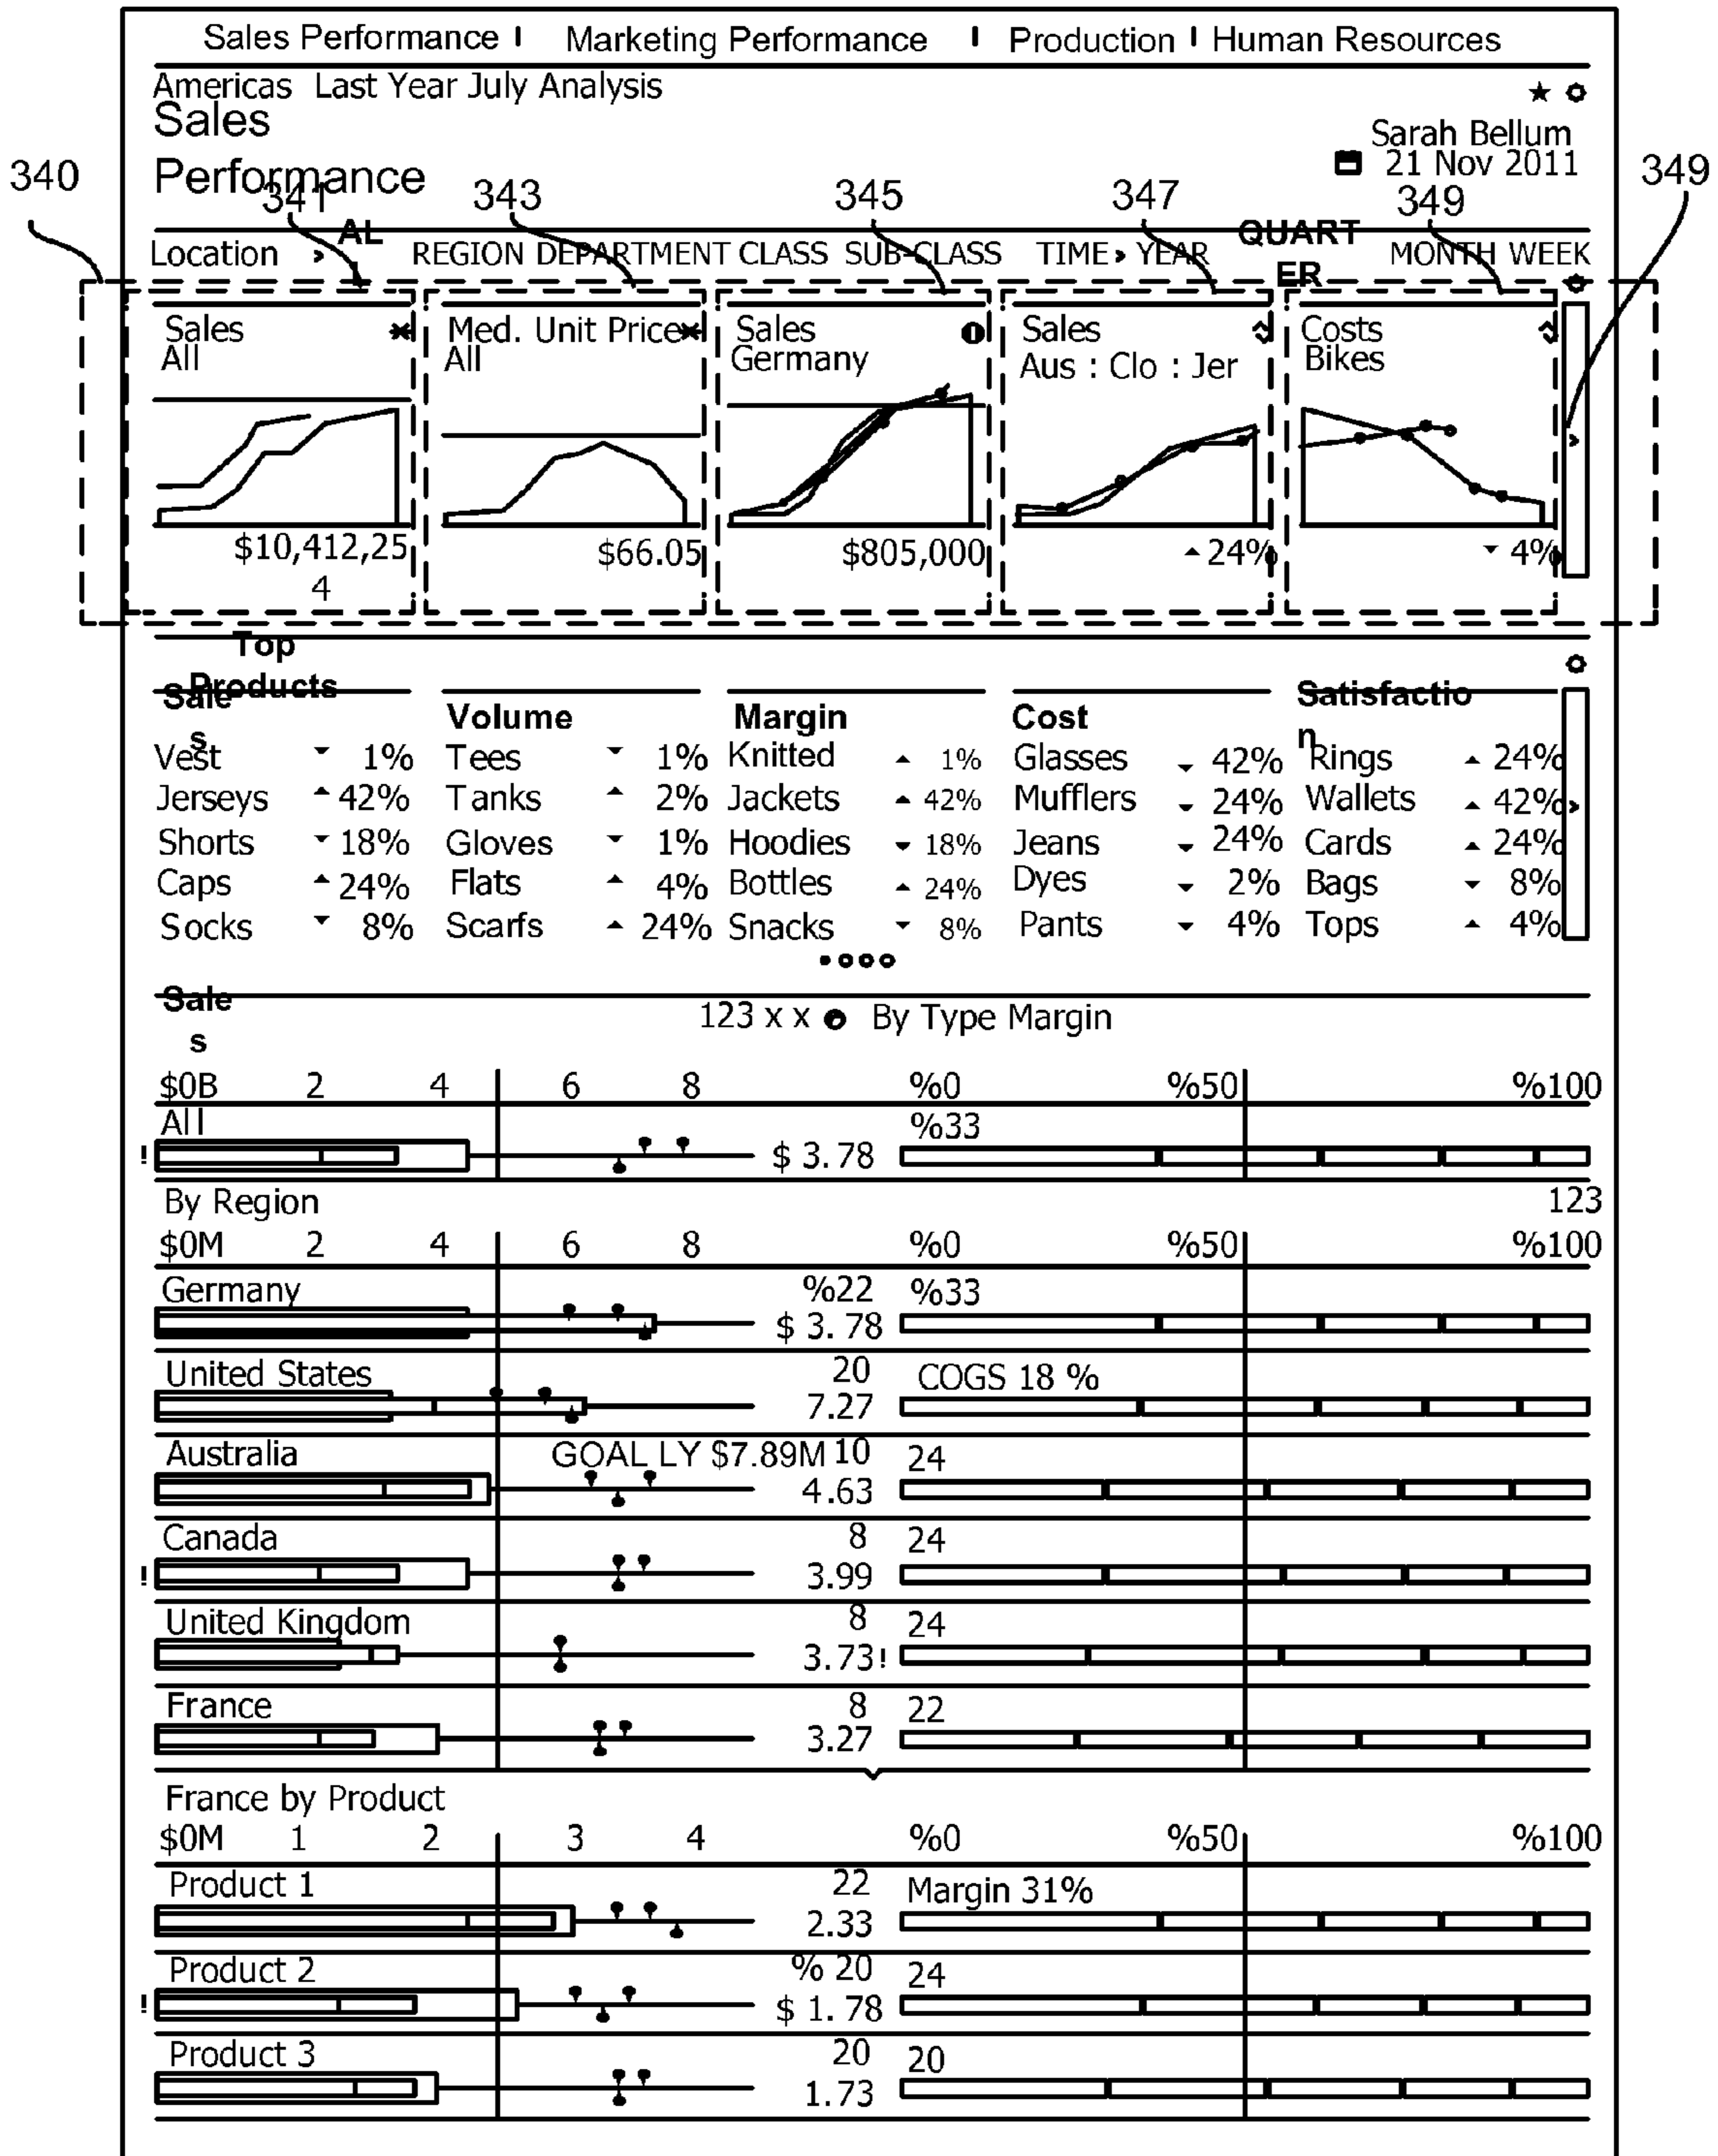 Sales Performance | Marketing Performance | Production | Human Resources
Americas Last Year July Analysis
Sales
Performance
Sarah Bellum
21 Nov 2011
340 341 343 345 347 349 349
Location > ALL REGION DEPARTMENT CLASS SUB-CLASS TIME > YEAR QUARTER MONTH WEEK
Sales Med. Unit Price Sales Sales Costs
All All Germany Aus : Clo : Jer Bikes
$10,412,254 $66.05 $805,000 ▲24% ▼ 4%
Top Products
Sales Volume Margin Cost Satisfaction
Vest ▼ 1% Tees ▼ 1% Knitted ▲ 1% Glasses ▼ 42% Rings ▲ 24%
Jerseys ▲ 42% Tanks ▲ 2% Jackets ▲ 42% Mufflers ▼ 24% Wallets ▲ 42%
Shorts ▼ 18% Gloves ▼ 1% Hoodies ▼ 18% Jeans ▼ 24% Cards ▲ 24%
Caps ▲ 24% Flats ▲ 4% Bottles ▲ 24% Dyes ▼ 2% Bags ▼ 8%
Socks ▼ 8% Scarfs ▲ 24% Snacks ▼ 8% Pants ▼ 4% Tops ▲ 4%
Sales
123 x x By Type Margin
$0B 2 4 6 8 %0 %50 %100
All %33
! $ 3.78
By Region 123
$0M 2 4 6 8 %0 %50 %100
Germany %22 %33
$ 3.78
United States 20 COGS 18 %
7.27
Australia GOAL LY $7.89M 10 24
4.63
Canada 8 24
! 3.99
United Kingdom 8 24
3.73 !
France 8 22
3.27
France by Product
$0M 1 2 3 4 %0 %50 %100
Product 1 22 Margin 31%
2.33
Product 2 % 20 24
! $ 1.78
Product 3 20 20
1.73